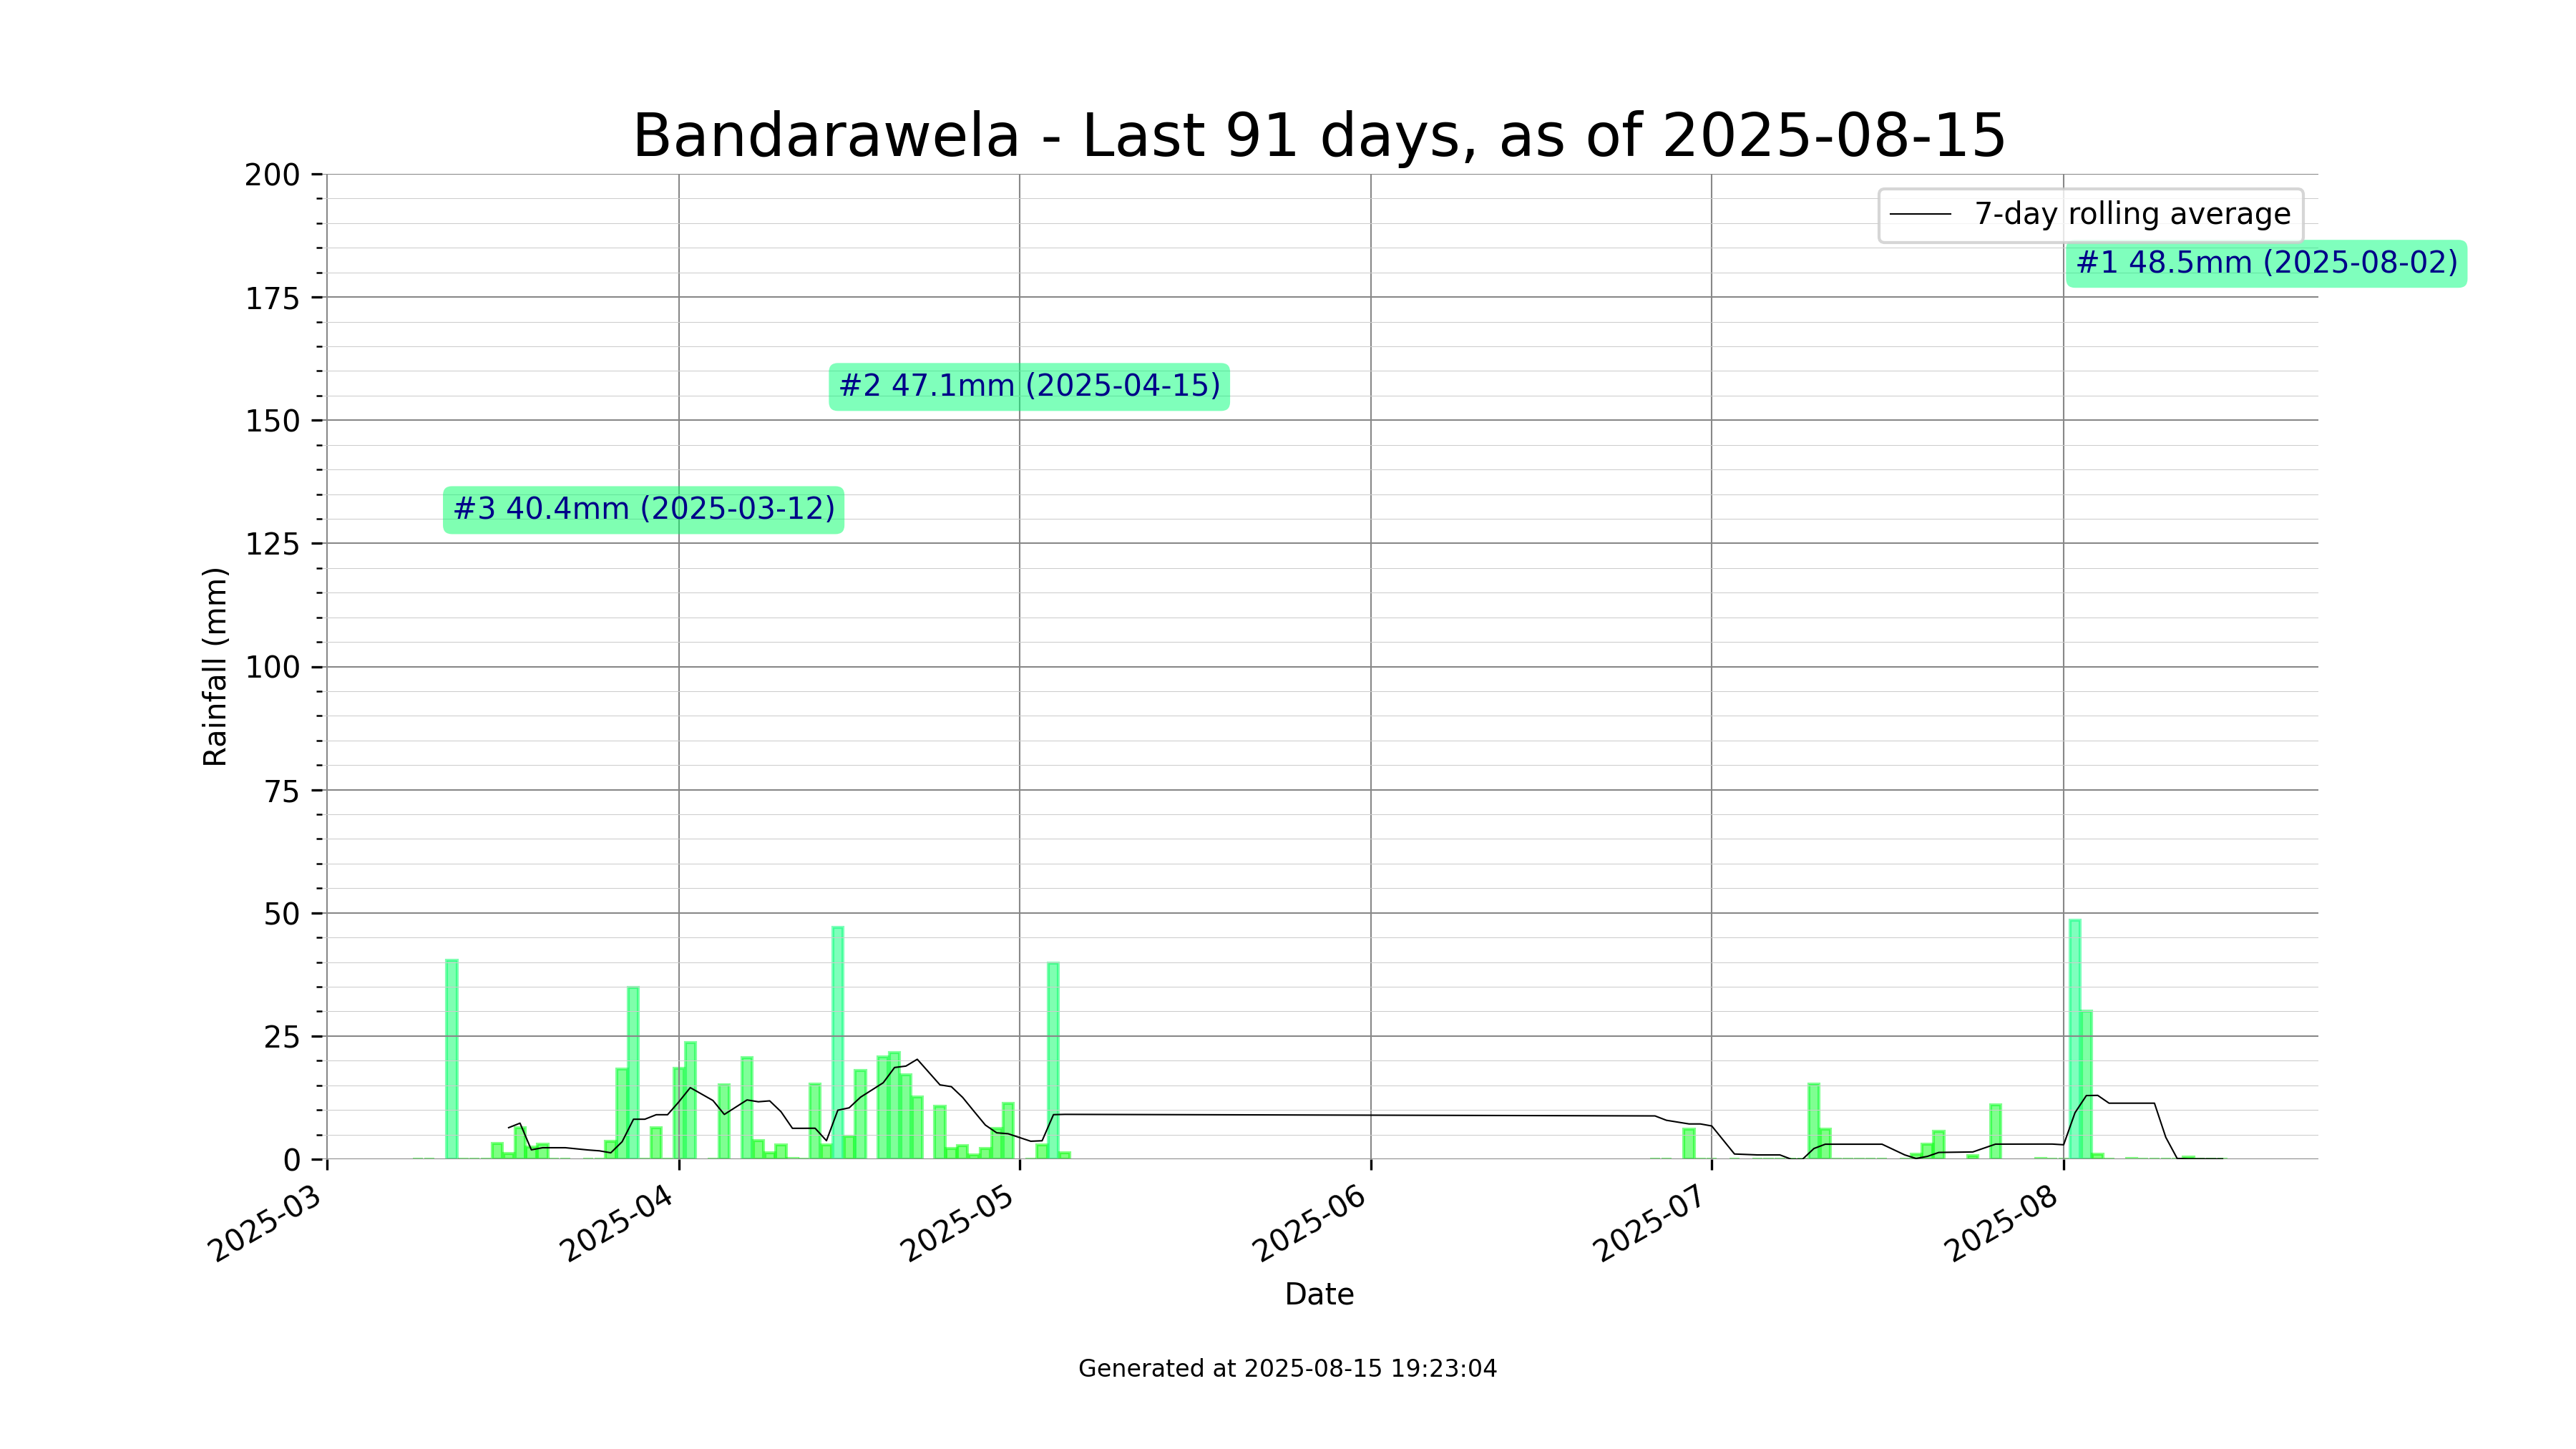 Bandarawela - Last 91 days, as of 2025-08-15
200
7-day rolling average
#1 48.5mm (2025-08-02)
175
#2 47.1mm (2025-04-15)
150
#3 40.4mm (2025-03-12)
125
Rainfall (mm)
100
75
50
25
0
2025-03
2025-04
2025-05
2025-06
2025-07
2025-08
Date
Generated at 2025-08-15 19:23:04